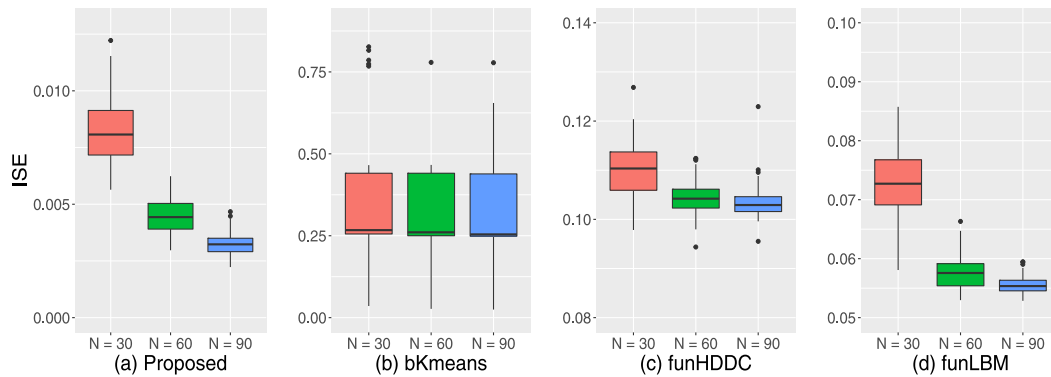 ISE
0.010
0.005
0.000
N = 30 N = 60 N = 90
(a) Proposed
0.75
0.50
0.25
0.00
N = 30 N = 60 N = 90
(b) bKmeans
0.14
0.12
0.10
0.08
N = 30 N = 60 N = 90
(c) funHDDC
0.10
0.09
0.08
0.07
0.06
0.05
N = 30 N = 60 N = 90
(d) funLBM